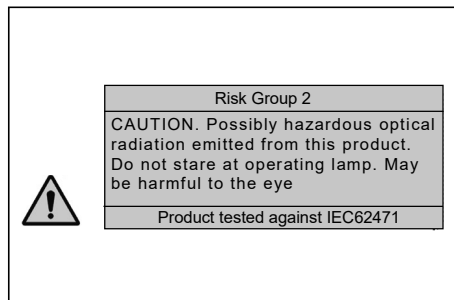 Risk Group 2
CAUTION. Possibly hazardous optical
radiation emitted from this product.
Do not stare at operating lamp. May
be harmful to the eye
Product tested against IEC62471